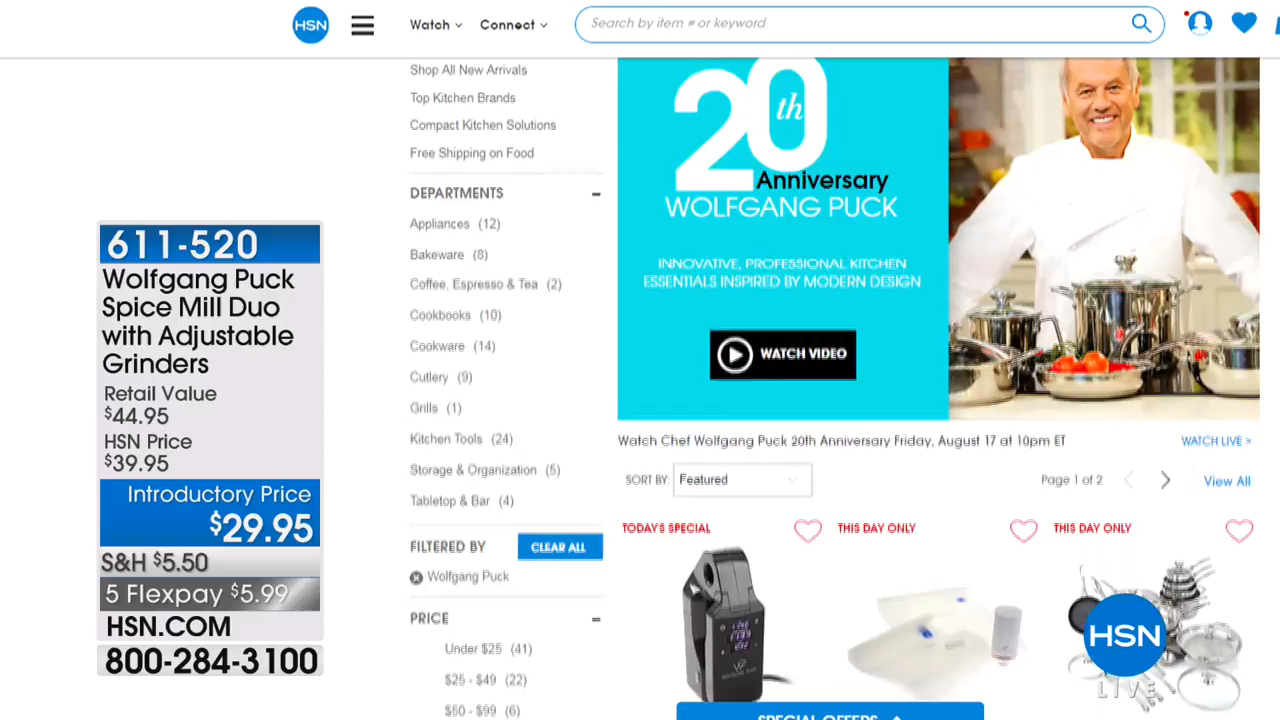 HSN
Watch
Connect
Search by item # or keyword
Shop All New Arrivals
Top Kitchen Brands
Compact Kitchen Solutions
Free Shipping on Food
DEPARTMENTS
Appliances (12)
Bakeware (8)
Coffee, Espresso & Tea (2)
Cookbooks (10)
Cookware (14)
Cutlery (9)
Grills (1)
Kitchen Tools (24)
Storage & Organization (5)
Tabletop & Bar (4)
FILTERED BY
CLEAR ALL
Wolfgang Puck
PRICE
Under $25 (41)
$25 - $49 (22)
$50 - $99 (6)
20th
Anniversary
WOLFGANG PUCK
INNOVATIVE, PROFESSIONAL KITCHEN
ESSENTIALS INSPIRED BY MODERN DESIGN
WATCH VIDEO
Watch Chef Wolfgang Puck 20th Anniversary Friday, August 17 at 10pm ET
WATCH LIVE »
SORT BY: Featured
Page 1 of 2
View All
TODAY'S SPECIAL
THIS DAY ONLY
THIS DAY ONLY
SPECIAL OFFERS
611-520
Wolfgang Puck
Spice Mill Duo
with Adjustable
Grinders
Retail Value
$44.95
HSN Price
$39.95
Introductory Price
$29.95
S&H $5.50
5 Flexpay $5.99
HSN.COM
800-284-3100
HSN
LIVE